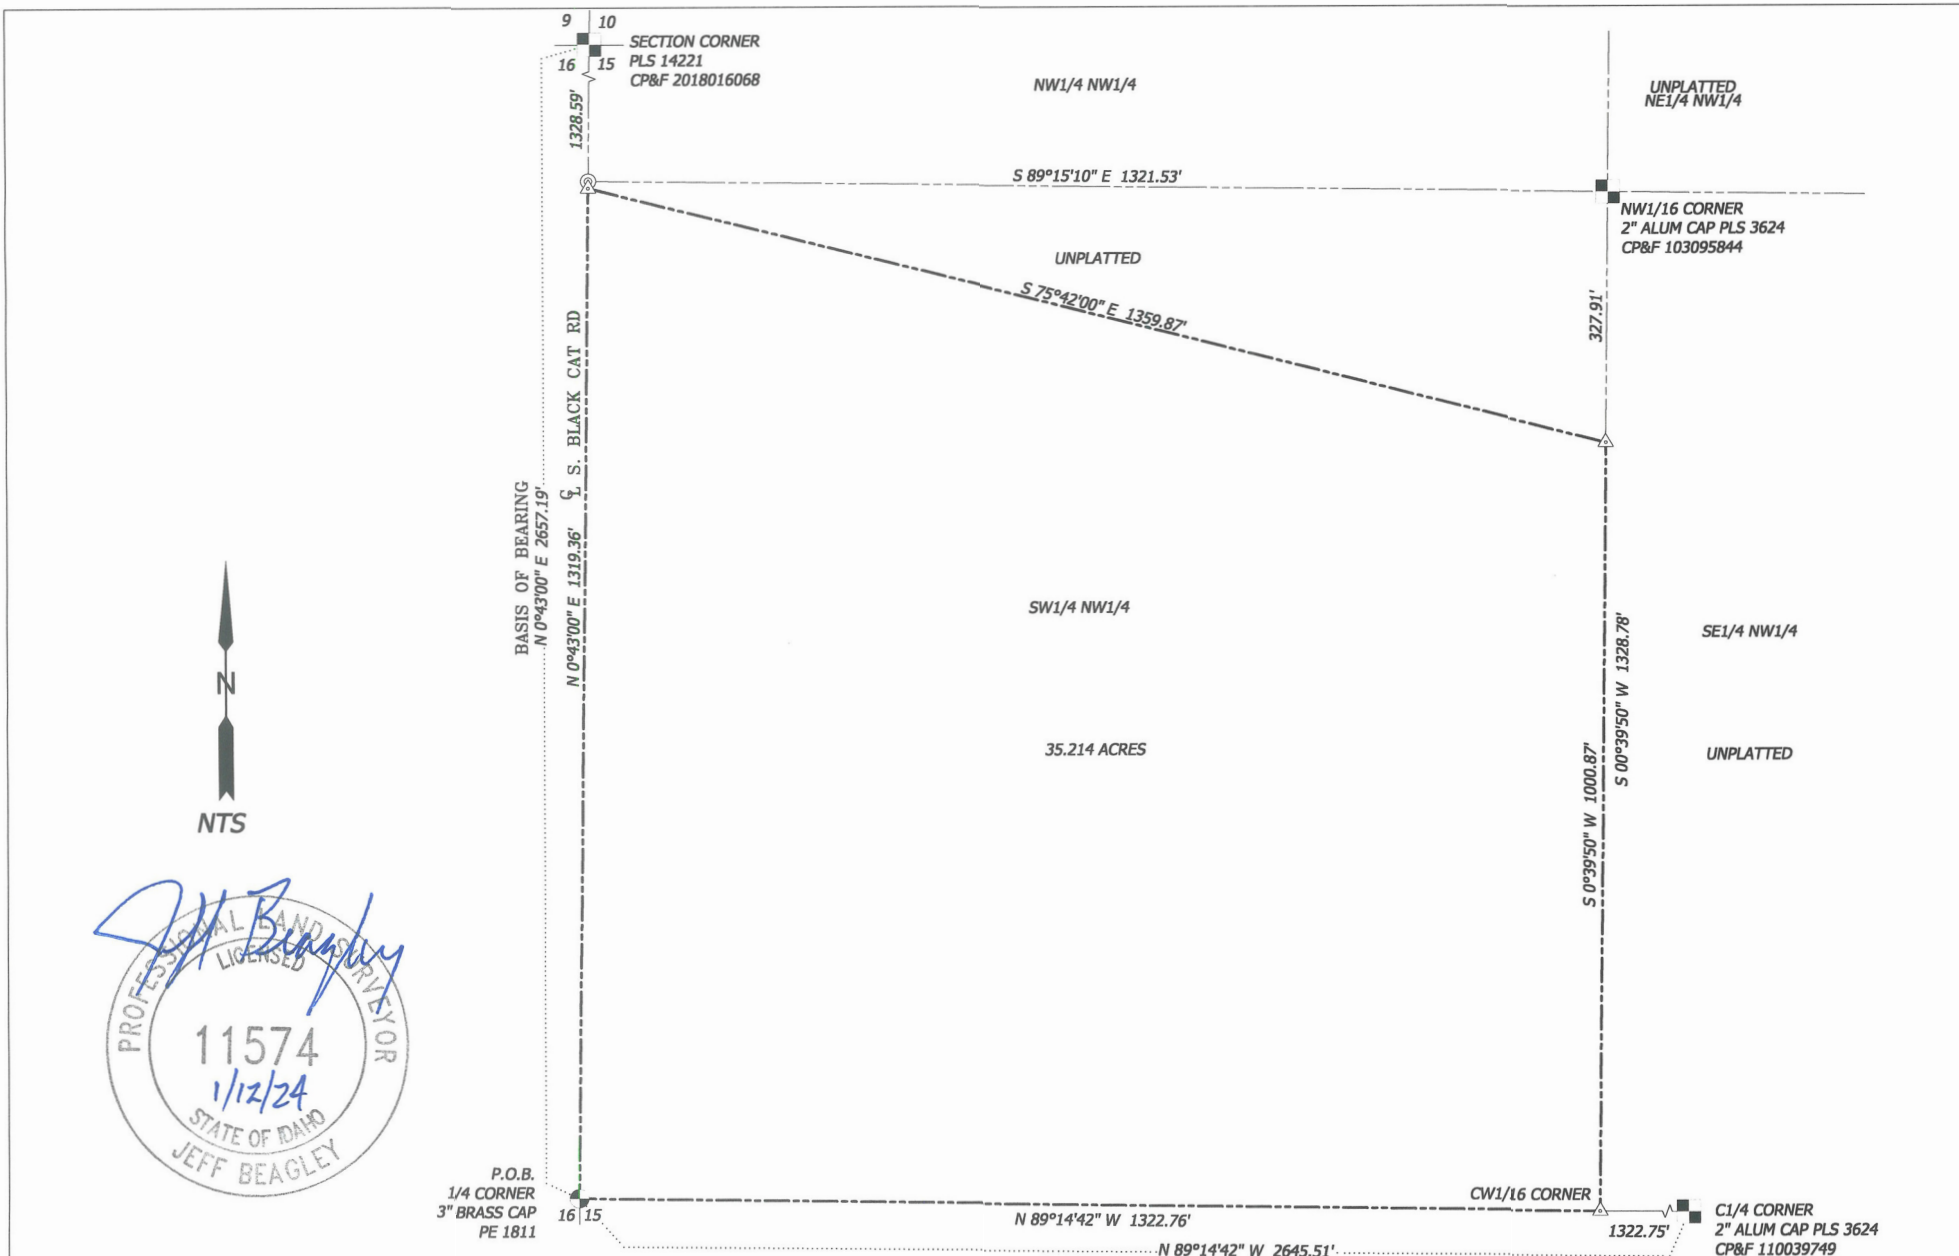 9 10
16 15
SECTION CORNER
PLS 14221
CP&F 2018016068
1328.59'
NW1/4 NW1/4
UNPLATTED
NE1/4 NW1/4
S 89°15'10" E 1321.53'
NW1/16 CORNER
2" ALUM CAP PLS 3624
CP&F 103095844
327.91'
UNPLATTED
S 75°42'00" E 1359.87'
BASIS OF BEARING
N 0°43'00" E 2657.19'
N 0°43'00" E 1319.36'
CL S. BLACK CAT RD
SW1/4 NW1/4
SE1/4 NW1/4
35.214 ACRES
UNPLATTED
S 0°39'50" W 1000.87'
S 00°39'50" W 1328.78'
N
NTS
Jeff Beagley
PROFESSIONAL LAND SURVEYOR
LICENSED
11574
1/12/24
STATE OF IDAHO
JEFF BEAGLEY
P.O.B.
1/4 CORNER
3" BRASS CAP
PE 1811
16 15
N 89°14'42" W 1322.76'
CW1/16 CORNER
1322.75'
C1/4 CORNER
2" ALUM CAP PLS 3624
CP&F 110039749
N 89°14'42" W 2645.51'